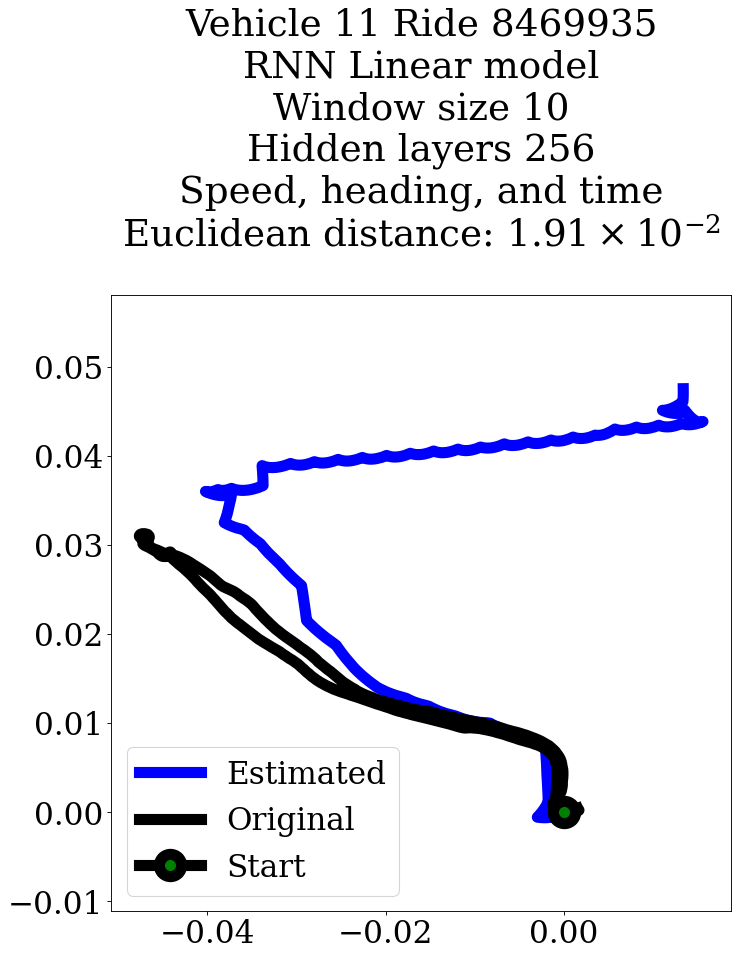 Vehicle 11 Ride 8469935
RNN Linear model
Window size 10
Hidden layers 256
Speed, heading, and time
Euclidean distance: 1.91 × 10⁻²
0.05
0.04
0.03
0.02
0.01
0.00
−0.01
Estimated
Original
Start
−0.04 −0.02 0.00